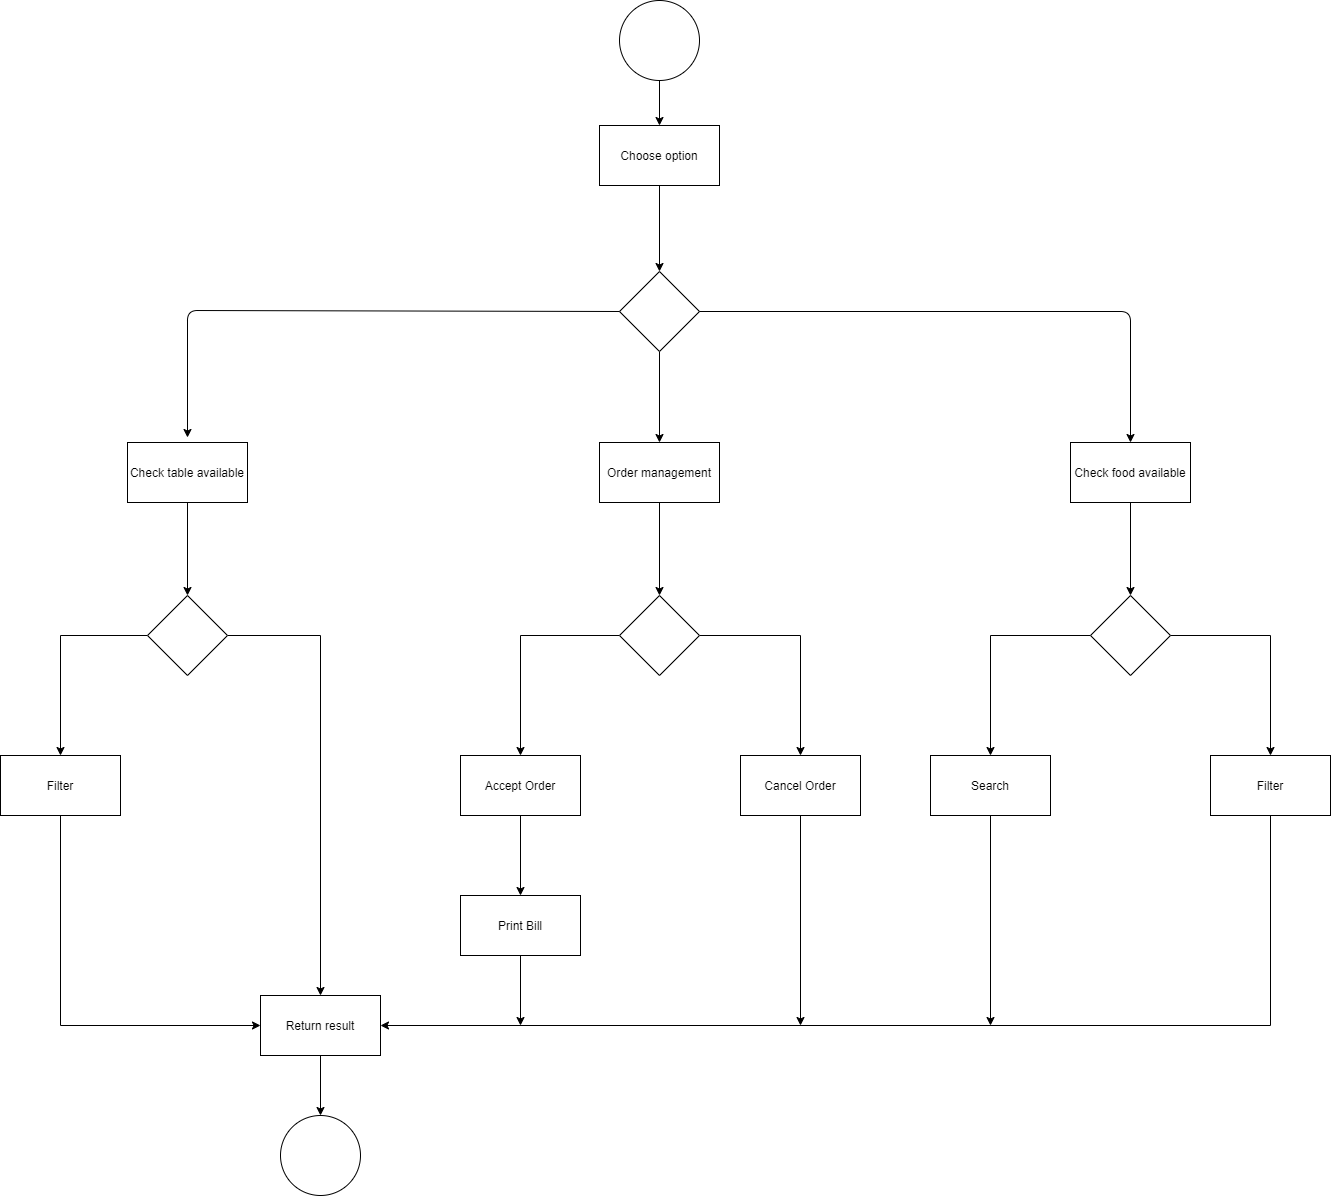 Choose option
Check table available
Order management
Check food available
Filter
Accept Order
Cancel Order
Search
Filter
Print Bill
Return result